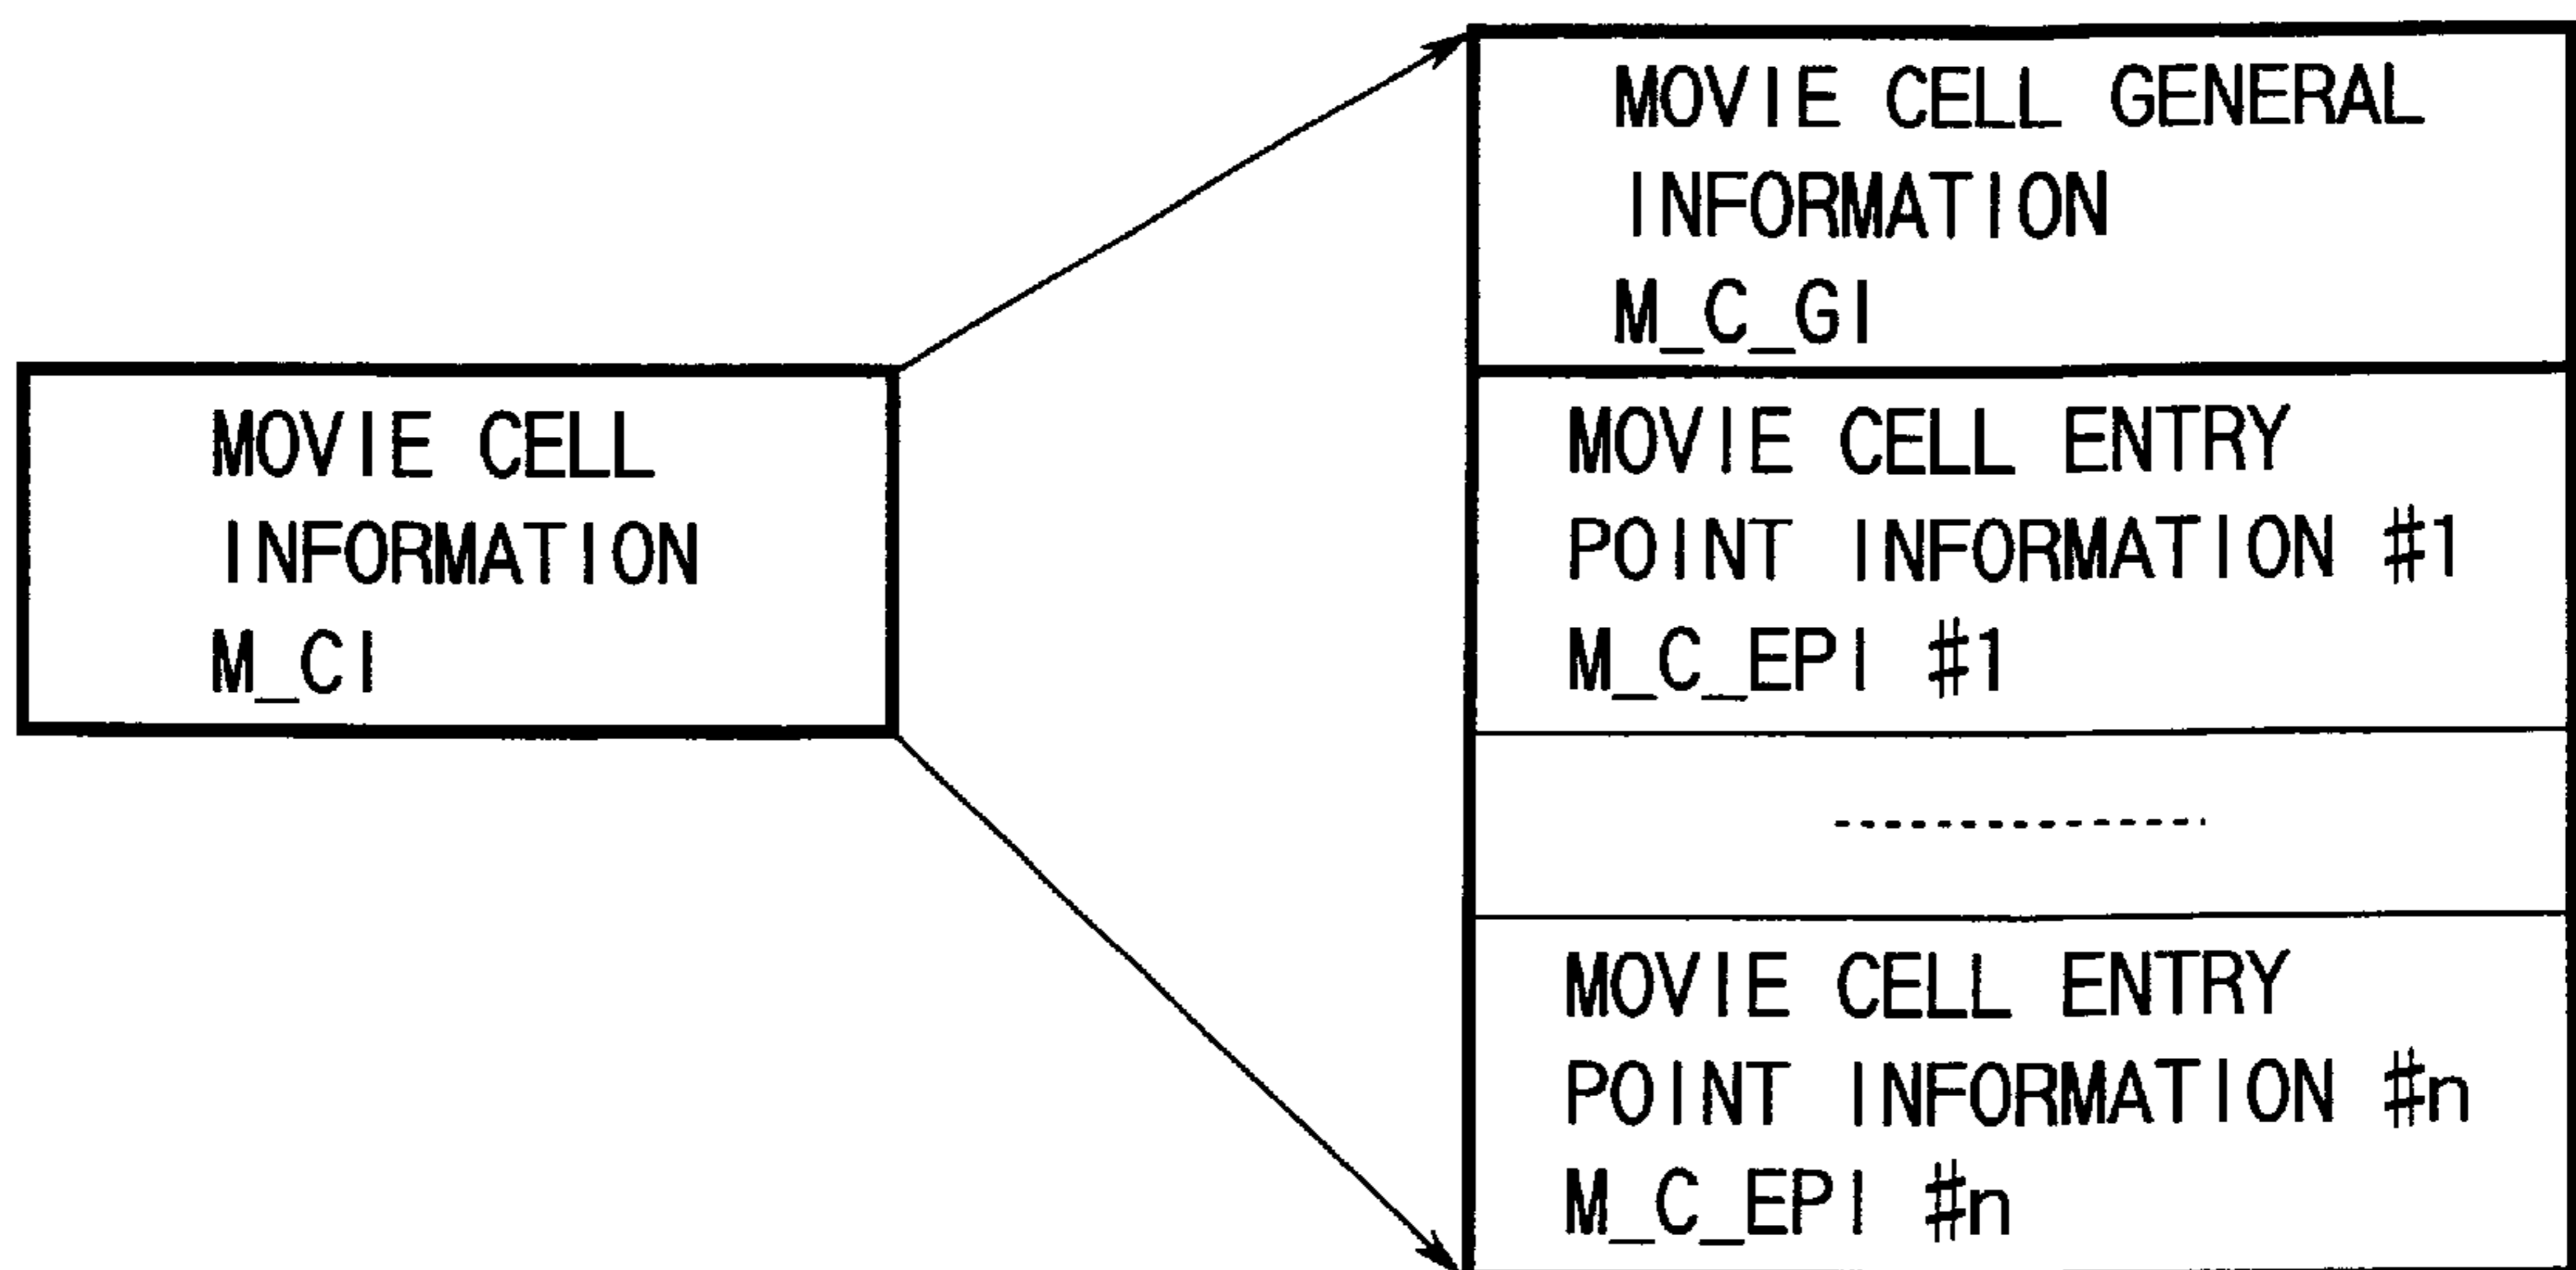 MOVIE CELL
INFORMATION
M_CI
MOVIE CELL GENERAL
INFORMATION
M_C_GI
MOVIE CELL ENTRY
POINT INFORMATION #1
M_C_EPI #1
MOVIE CELL ENTRY
POINT INFORMATION #n
M_C_EPI #n